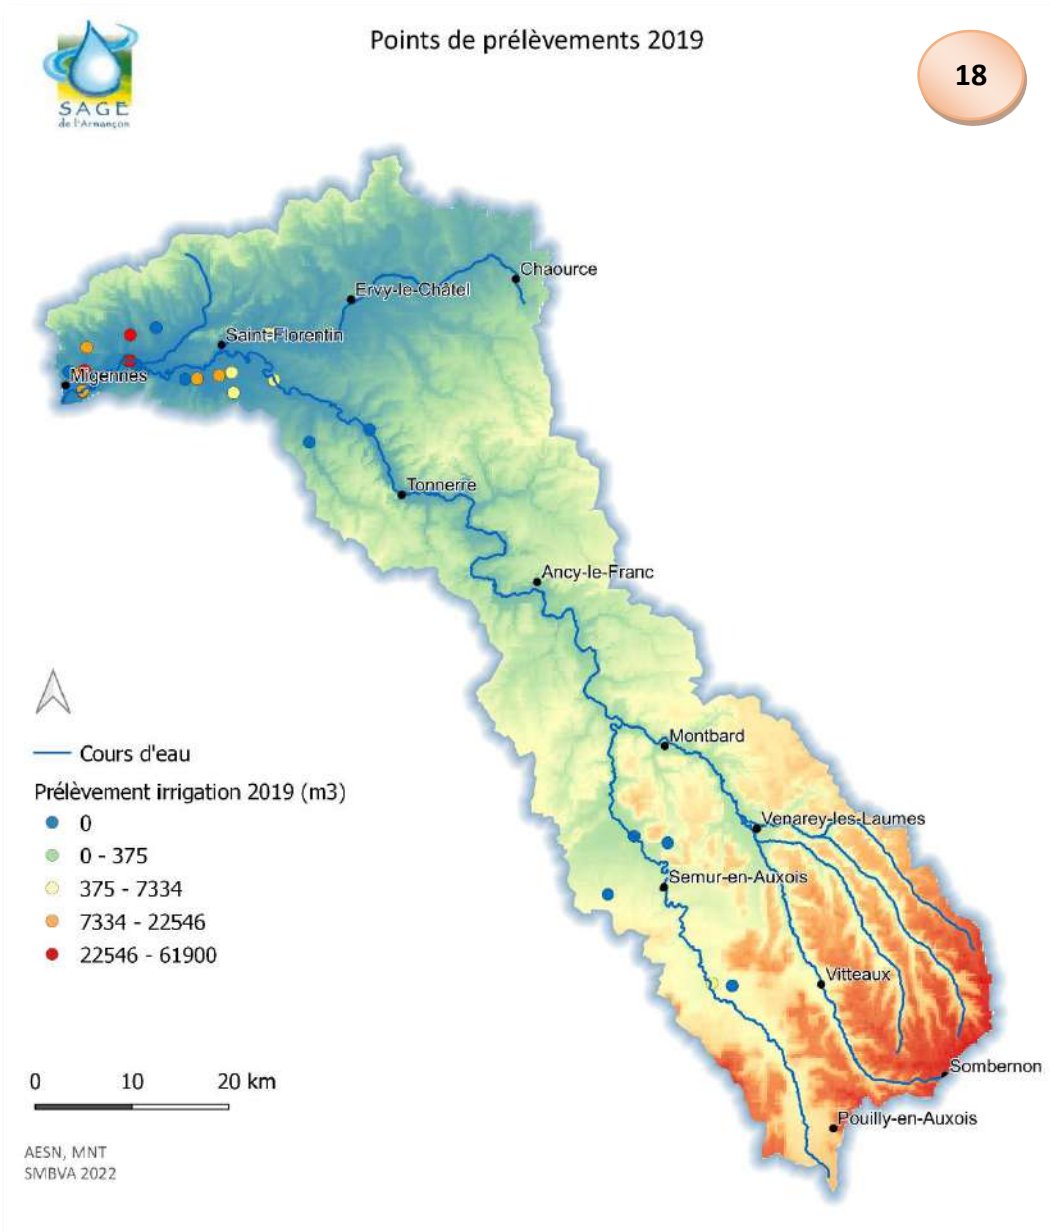 Points de prélèvements 2019
18
SAGE
de l'Armançon
Chaource
Ervy-le-Châtel
Saint-Florentin
Migennes
Tonnerre
Ancy-le-Franc
Montbard
Venarey-les-Laumes
Semur-en-Auxois
Vitteaux
Sombernon
Pouilly-en-Auxois
Cours d'eau
Prélèvement irrigation 2019 (m3)
0
0 - 375
375 - 7334
7334 - 22546
22546 - 61900
0 10 20 km
AESN, MNT
SMBVA 2022